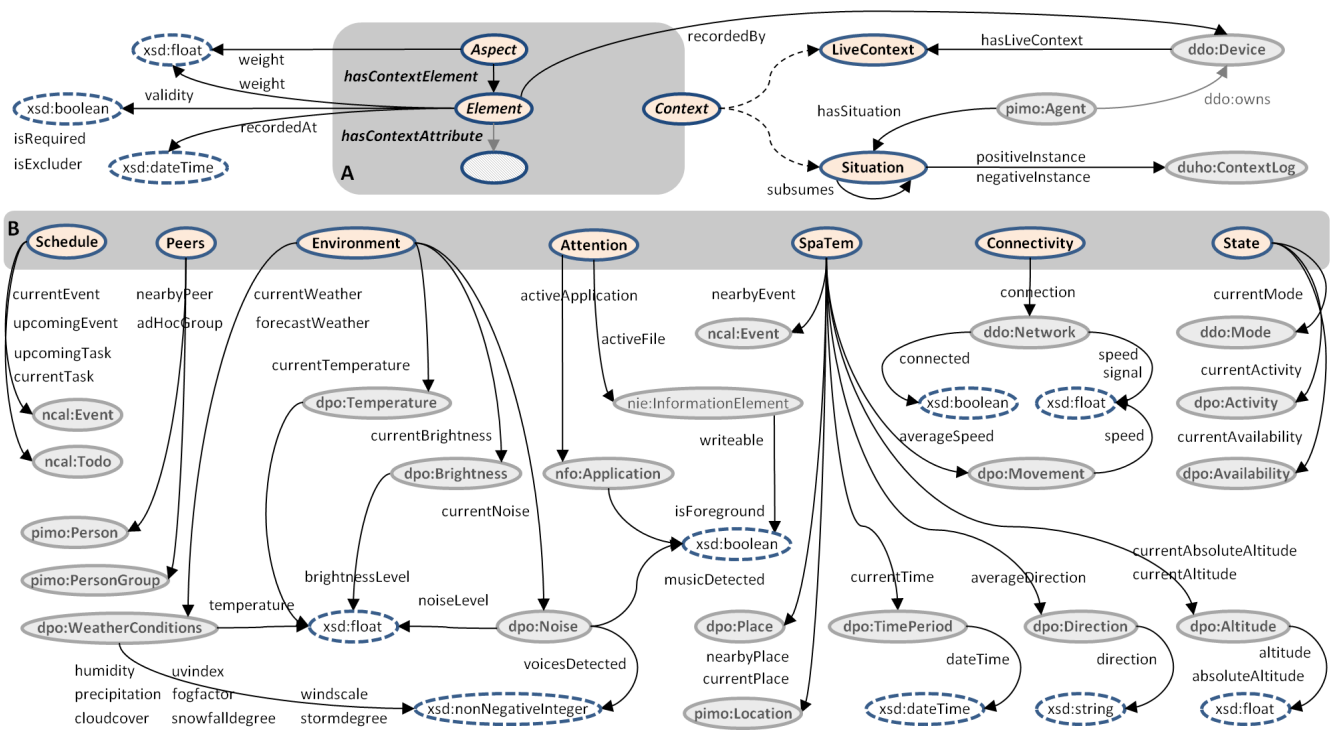 recordedBy
xsd:float
Aspect
LiveContext
hasLiveContext
ddo:Device
weight
hasContextElement
weight
validity
ddo:owns
xsd:boolean
Element
Context
hasSituation
pimo:Agent
recordedAt
isRequired
hasContextAttribute
isExcluder
xsd:dateTime
A
Situation
positiveInstance
negativeInstance
duho:ContextLog
subsumes
B
Schedule
Peers
Environment
Attention
SpaTem
Connectivity
State
currentEvent
nearbyPeer
currentWeather
activeApplication
nearbyEvent
connection
currentMode
upcomingEvent
adHocGroup
forecastWeather
activeFile
ncal:Event
ddo:Network
ddo:Mode
upcomingTask
currentTask
currentTemperature
connected
speed
signal
currentActivity
ncal:Event
dpo:Temperature
nie:InformationElement
xsd:boolean
xsd:float
dpo:Activity
currentBrightness
writeable
averageSpeed
speed
currentAvailability
ncal:Todo
dpo:Brightness
nfo:Application
dpo:Movement
dpo:Availability
currentNoise
isForeground
pimo:Person
xsd:boolean
currentAbsoluteAltitude
currentAltitude
pimo:PersonGroup
brightnessLevel
musicDetected
currentTime
averageDirection
temperature
noiseLevel
dpo:WeatherConditions
xsd:float
dpo:Noise
dpo:Place
dpo:TimePeriod
dpo:Direction
dpo:Altitude
humidity
uvindex
voicesDetected
nearbyPlace
currentPlace
dateTime
direction
altitude
absoluteAltitude
precipitation
fogfactor
windscale
cloudcover
snowfalldegree
stormdegree
xsd:nonNegativeInteger
pimo:Location
xsd:dateTime
xsd:string
xsd:float